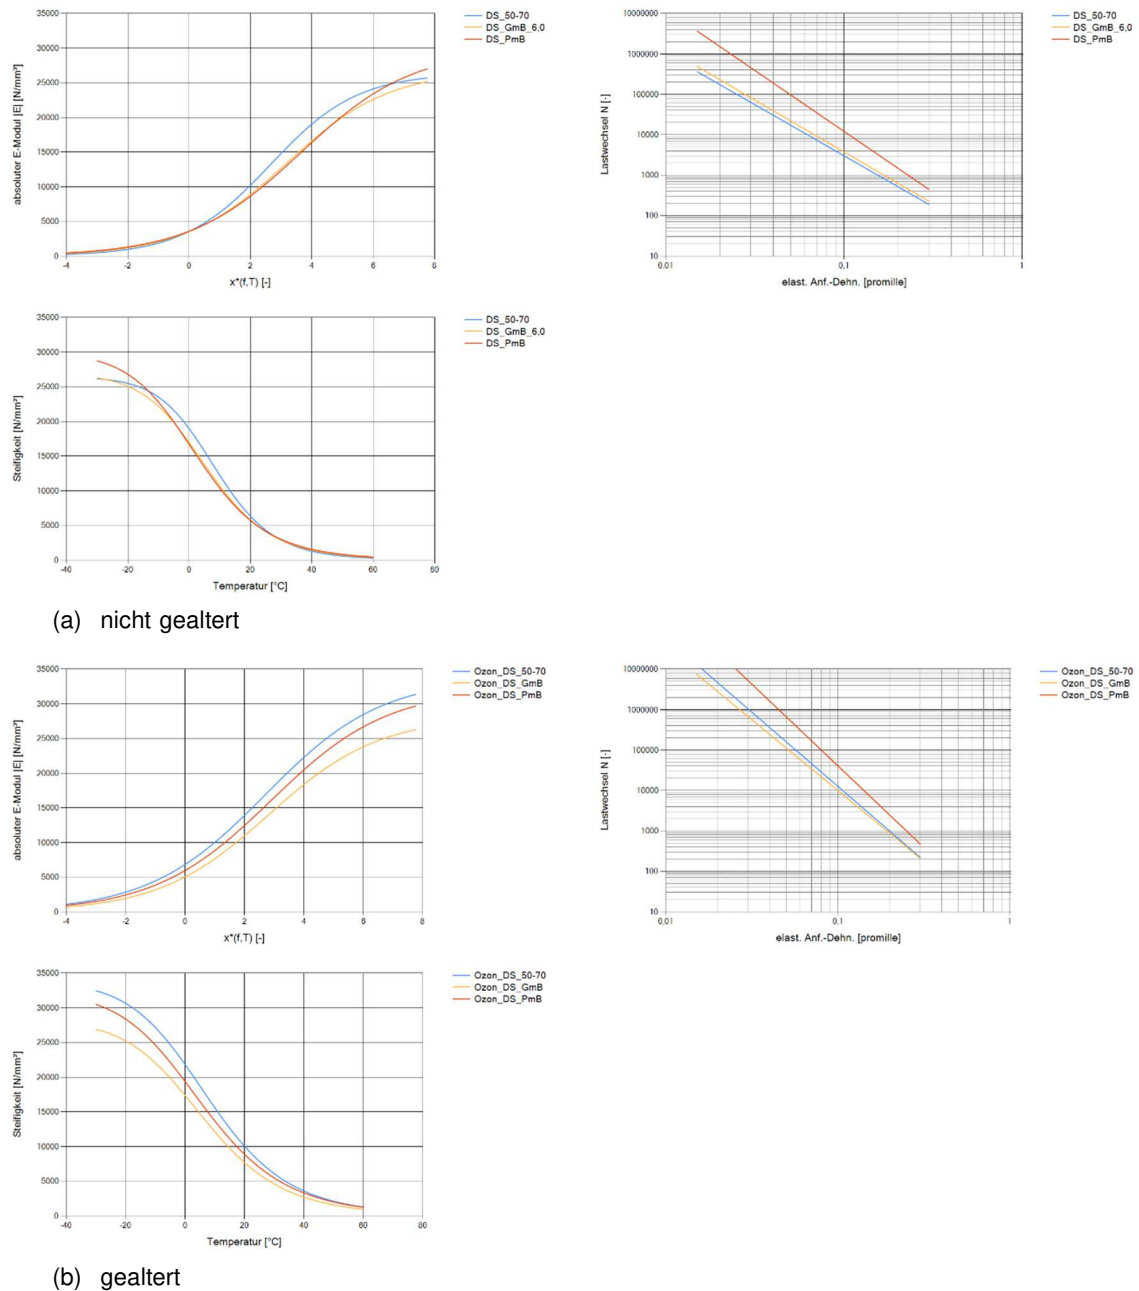 35000
30000
25000
20000
15000
10000
5000
0
-4
-2
0
2
4
6
8
absoluter E-Modul |E| [N/mm²]
x*(f,T) [-]
DS_50-70
DS_GmB_6,0
DS_PmB
10000000
1000000
100000
10000
1000
100
10
0,01
0,1
1
Lastwechsel N [-]
elast. Anf.-Dehn. [promille]
DS_50-70
DS_GmB_6,0
DS_PmB
35000
30000
25000
20000
15000
10000
5000
0
-40
-20
0
20
40
60
80
Steifigkeit [N/mm²]
Temperatur [°C]
DS_50-70
DS_GmB_6,0
DS_PmB
(a) nicht gealtert
35000
30000
25000
20000
15000
10000
5000
0
-4
-2
0
2
4
6
8
absoluter E-Modul |E| [N/mm²]
x*(f,T) [-]
Ozon_DS_50-70
Ozon_DS_GmB
Ozon_DS_PmB
10000000
1000000
100000
10000
1000
100
10
0,01
0,1
1
Lastwechsel N [-]
elast. Anf.-Dehn. [promille]
Ozon_DS_50-70
Ozon_DS_GmB
Ozon_DS_PmB
35000
30000
25000
20000
15000
10000
5000
0
-40
-20
0
20
40
60
80
Steifigkeit [N/mm²]
Temperatur [°C]
Ozon_DS_50-70
Ozon_DS_GmB
Ozon_DS_PmB
(b) gealtert